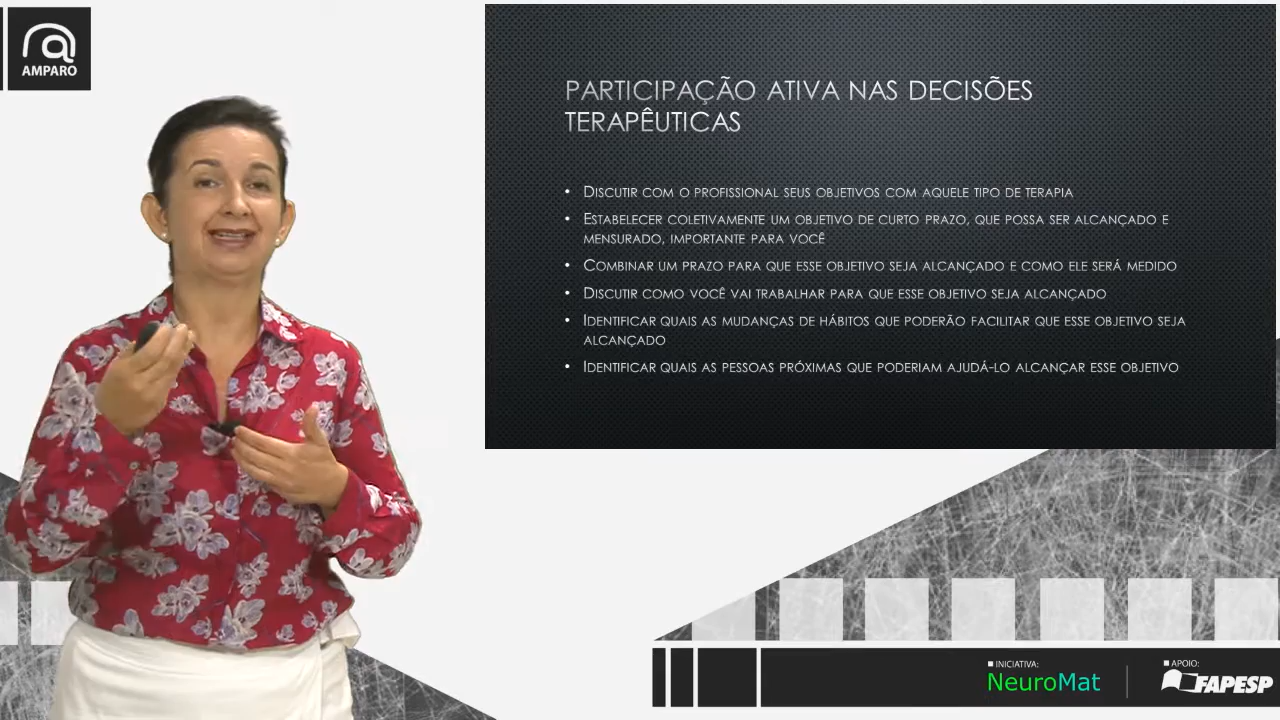 AMPARO
PARTICIPAÇÃO ATIVA NAS DECISÕES
TERAPÊUTICAS
• DISCUTIR COM O PROFISSIONAL SEUS OBJETIVOS COM AQUELE TIPO DE TERAPIA
• ESTABELECER COLETIVAMENTE UM OBJETIVO DE CURTO PRAZO, QUE POSSA SER ALCANÇADO E
MENSURADO, IMPORTANTE PARA VOCÊ
• COMBINAR UM PRAZO PARA QUE ESSE OBJETIVO SEJA ALCANÇADO E COMO ELE SERÁ MEDIDO
• DISCUTIR COMO VOCÊ VAI TRABALHAR PARA QUE ESSE OBJETIVO SEJA ALCANÇADO
• IDENTIFICAR QUAIS AS MUDANÇAS DE HÁBITOS QUE PODERÃO FACILITAR QUE ESSE OBJETIVO SEJA
ALCANÇADO
• IDENTIFICAR QUAIS AS PESSOAS PRÓXIMAS QUE PODERIAM AJUDÁ-LO ALCANÇAR ESSE OBJETIVO
INICIATIVA:
NeuroMat
APOIO:
FAPESP